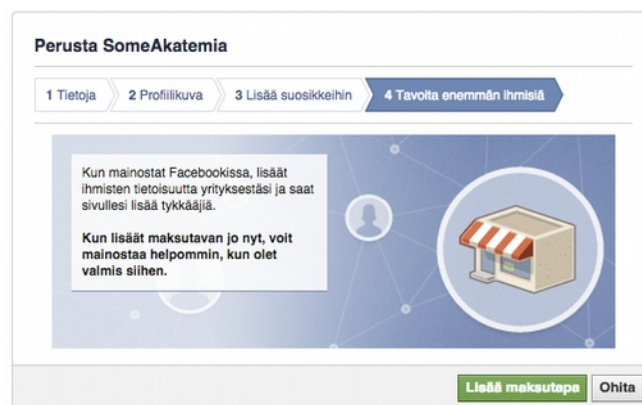 Perusta SomeAkatemia
1 Tietoja 2 Profiilikuva 3 Lisää suosikkeihin 4 Tavoita enemmän ihmisiä
Kun mainostat Facebookissa, lisäät
ihmisten tietoisuutta yrityksestäsi ja saat
sivullesi lisää tykkääjiä.
Kun lisäät maksutavan jo nyt, voit
mainostaa helpommin, kun olet
valmis siihen.
Lisää maksutapa Ohita